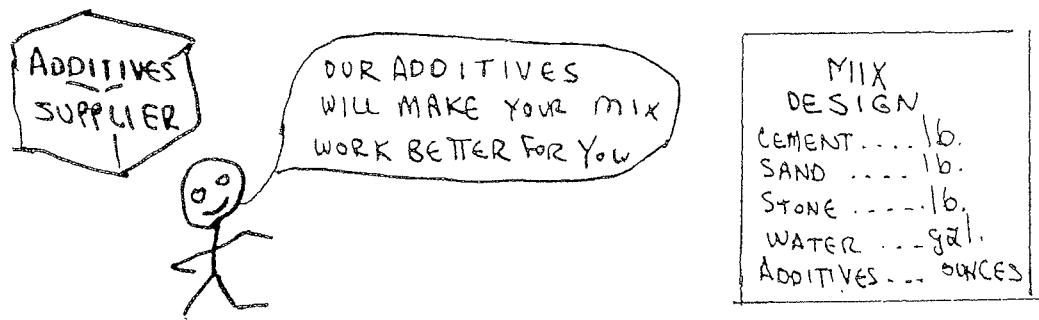 ADDITIVES
SUPPLIER
OUR ADDITIVES
WILL MAKE YOUR MIX
WORK BETTER FOR YOU
MIX
DESIGN
CEMENT .... lb.
SAND .... lb.
STONE ..... lb.
WATER ... gal.
ADDITIVES ... OUNCES